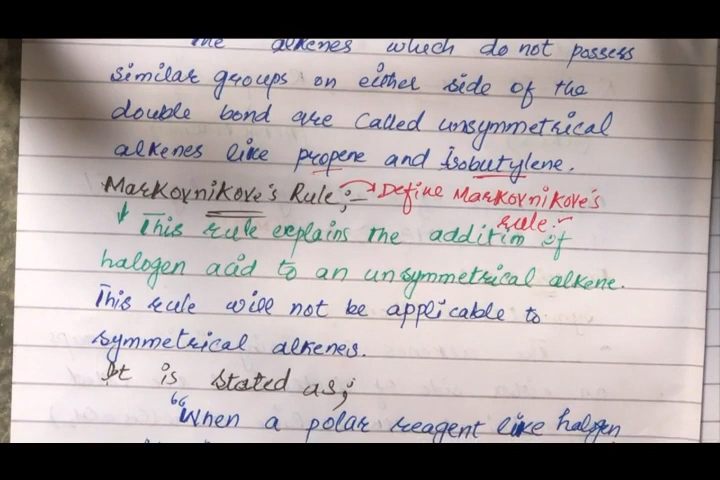 The alkenes which do not possess
similar groups on either side of the
double bond are called unsymmetrical
alkenes like propene and isobutylene.
Markovnikove's Rule;- → Define Markovnikove's
rule.
↓ This rule explains the addition of
halogen acid to an unsymmetrical alkene.
This rule will not be applicable to
symmetrical alkenes.
It is stated as;
"When a polar reagent like halogen